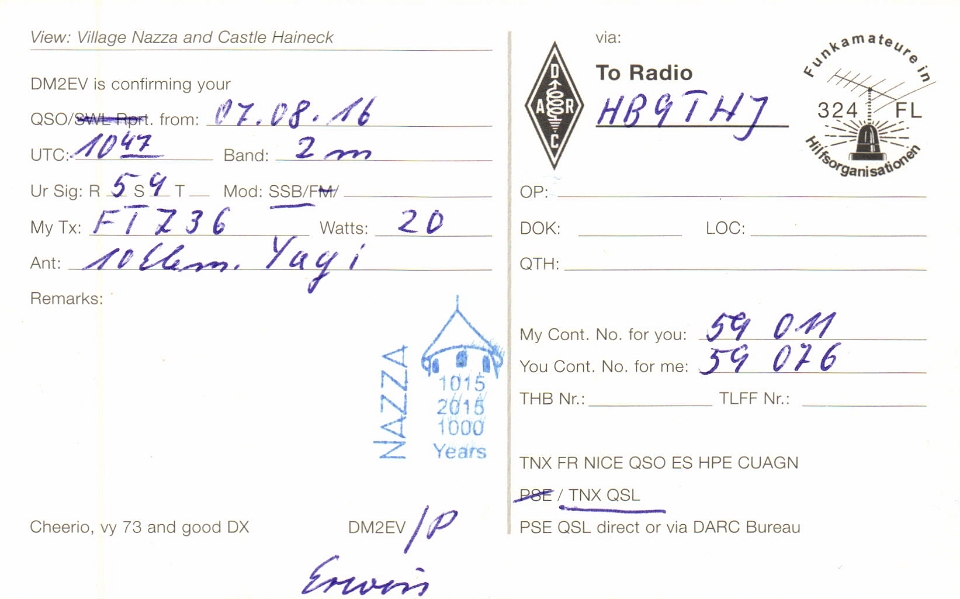 View: Village Nazza and Castle Haineck
DM2EV is confirming your
QSO/SWL Rprt. from: 07.08.16
UTC: 1047 Band: 2 m
Ur Sig: R 5 S 9 T Mod: SSB/FM/
My Tx: FT 736 Watts: 20
Ant: 10 Elem. Yagi
Remarks:
NAZZA
1015
2015
1000
Years
Cheerio, vy 73 and good DX DM2EV /P
Erwin
via:
DARC
To Radio
HB9THJ
Funkamateure in
324 FL
Hilfsorganisationen
OP:
DOK: LOC:
QTH:
My Cont. No. for you: 59 011
You Cont. No. for me: 59 076
THB Nr.: TLFF Nr.:
TNX FR NICE QSO ES HPE CUAGN
PSE / TNX QSL
PSE QSL direct or via DARC Bureau